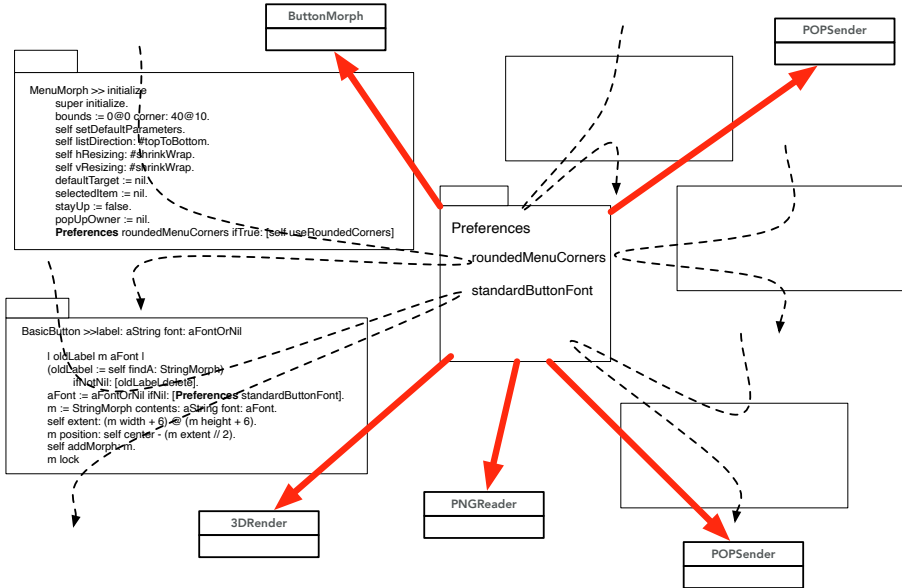 ButtonMorph
POPSender
MenuMorph >> initialize
super initialize.
bounds := 0@0 corner: 40@10.
self setDefaultParameters.
self listDirection: #topToBottom.
self hResizing: #shrinkWrap.
self vResizing: #shrinkWrap.
defaultTarget := nil.
selectedItem := nil.
stayUp := false.
popUpOwner := nil.
Preferences roundedMenuCorners ifTrue: [self useRoundedCorners]
Preferences
roundedMenuCorners
standardButtonFont
BasicButton >>label: aString font: aFontOrNil
| oldLabel m aFont |
(oldLabel := self findA: StringMorph)
ifNotNil: [oldLabel delete].
aFont := aFontOrNil ifNil: [Preferences standardButtonFont].
m := StringMorph contents: aString font: aFont.
self extent: (m width + 6) @ (m height + 6).
m position: self center - (m extent // 2).
self addMorph: m.
m lock
3DRender
PNGReader
POPSender